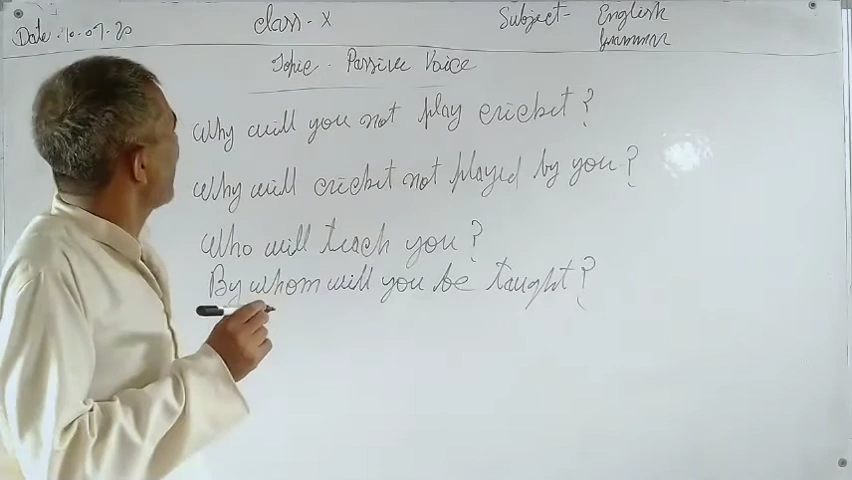 Date :10-07-20 Class - X Subject - English
Grammar
Topic - Passive Voice
Why will you not play cricket?
Why will cricket not played by you?
Who will teach you?
By whom will you be taught?